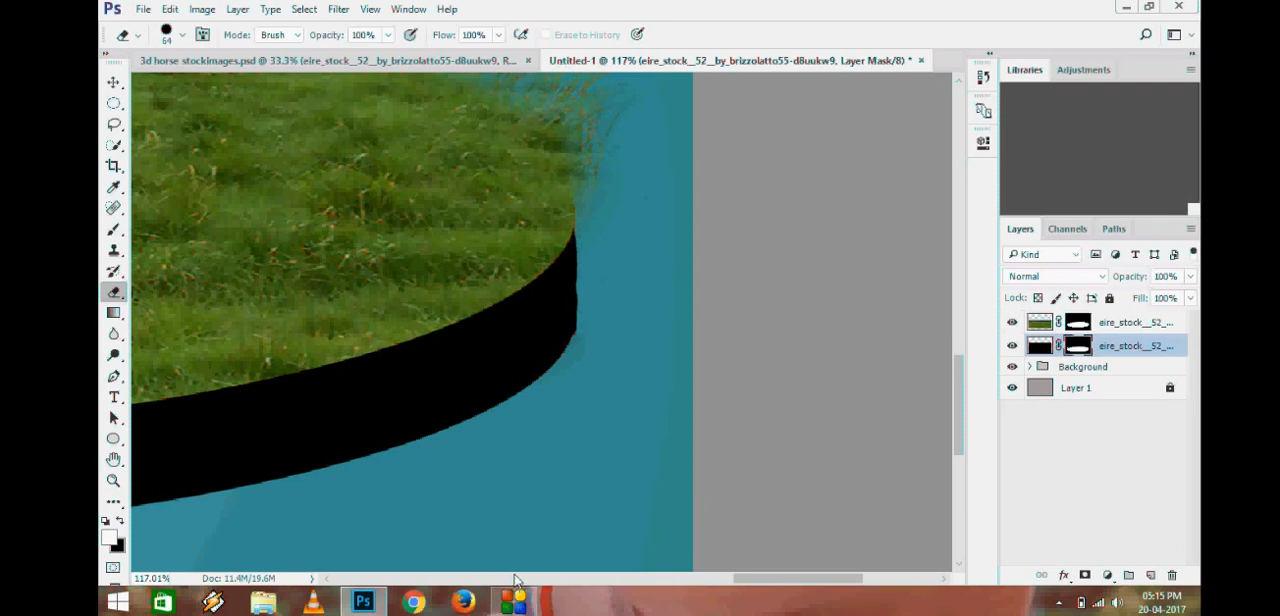 Ps File Edit Image Layer Type Select Filter View Window Help
64 Mode: Brush Opacity: 100% Flow: 100% Erase to History
3d horse stockimages.psd @ 33.3% (eire_stock__52__by_brizzolatto55-d8uukw9, R... × Untitled-1 @ 117% (eire_stock__52__by_brizzolatto55-d8uukw9, Layer Mask/8) * ×
Libraries Adjustments
Layers Channels Paths
Kind
Normal Opacity: 100%
Lock: Fill: 100%
eire_stock__52_...
eire_stock__52_...
Background
Layer 1
117.01% Doc: 11.4M/19.6M
fx
Ps
05:15 PM
20-04-2017